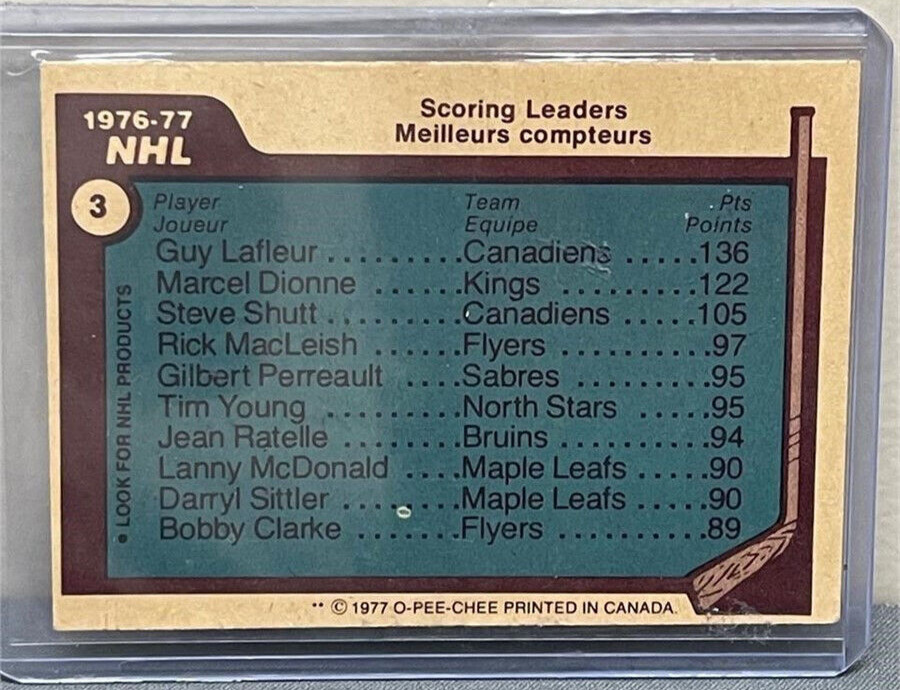 1976-77
NHL
Scoring Leaders
Meilleurs compteurs
3
Player Team Pts
Joueur Equipe Points
Guy Lafleur.........Canadiens .....136
Marcel Dionne ......Kings .........122
Steve Shutt ........Canadiens .....105
Rick MacLeish ......Flyers .........97
Gilbert Perreault ....Sabres ........95
Tim Young .........North Stars .....95
Jean Ratelle ........Bruins .........94
Lanny McDonald ....Maple Leafs .....90
Darryl Sittler ........Maple Leafs .....90
Bobby Clarke .......Flyers .........89
• LOOK FOR NHL PRODUCTS
** © 1977 O-PEE-CHEE PRINTED IN CANADA.